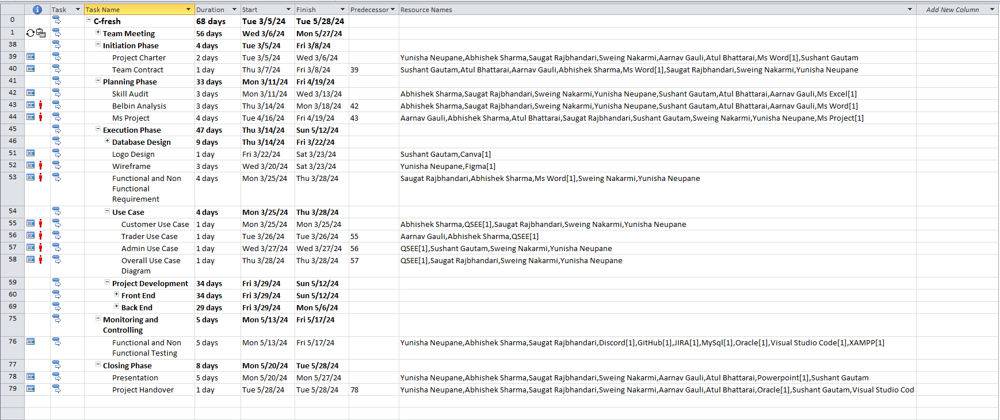 Task Task Name Duration Start Finish Predecessor Resource Names Add New Column
0 C-fresh 68 days Tue 3/5/24 Tue 5/28/24
1 Team Meeting 56 days Wed 3/6/24 Mon 5/27/24
38 Initiation Phase 4 days Tue 3/5/24 Fri 3/8/24
39 Project Charter 2 days Tue 3/5/24 Wed 3/6/24 Yunisha Neupane,Abhishek Sharma,Saugat Rajbhandari,Sweing Nakarmi,Aarnav Gauli,Atul Bhattarai,Ms Word[1],Sushant Gautam
40 Team Contract 1 day Thu 3/7/24 Fri 3/8/24 39 Sushant Gautam,Atul Bhattarai,Aarnav Gauli,Abhishek Sharma,Ms Word[1],Saugat Rajbhandari,Sweing Nakarmi,Yunisha Neupane
41 Planning Phase 33 days Mon 3/11/24 Fri 4/19/24
42 Skill Audit 3 days Mon 3/11/24 Wed 3/13/24 Abhishek Sharma,Saugat Rajbhandari,Sweing Nakarmi,Yunisha Neupane,Sushant Gautam,Atul Bhattarai,Aarnav Gauli,Ms Excel[1]
43 Belbin Analysis 3 days Thu 3/14/24 Mon 3/18/24 42 Abhishek Sharma,Saugat Rajbhandari,Sweing Nakarmi,Yunisha Neupane,Sushant Gautam,Atul Bhattarai,Aarnav Gauli,Ms Word[1]
44 Ms Project 4 days Tue 4/16/24 Fri 4/19/24 43 Aarnav Gauli,Abhishek Sharma,Atul Bhattarai,Saugat Rajbhandari,Sushant Gautam,Sweing Nakarmi,Yunisha Neupane,Ms Project[1]
45 Execution Phase 47 days Thu 3/14/24 Sun 5/12/24
46 Database Design 9 days Thu 3/14/24 Fri 3/22/24
51 Logo Design 1 day Fri 3/22/24 Sat 3/23/24 Sushant Gautam,Canva[1]
52 Wireframe 3 days Wed 3/20/24 Sat 3/23/24 Yunisha Neupane,Figma[1]
53 Functional and Non 4 days Mon 3/25/24 Thu 3/28/24 Saugat Rajbhandari,Abhishek Sharma,Ms Word[1],Sweing Nakarmi,Yunisha Neupane
Functional
Requirement
54 Use Case 4 days Mon 3/25/24 Thu 3/28/24
55 Customer Use Case 1 day Mon 3/25/24 Mon 3/25/24 Abhishek Sharma,QSEE[1],Saugat Rajbhandari,Sweing Nakarmi,Yunisha Neupane
56 Trader Use Case 1 day Tue 3/26/24 Tue 3/26/24 55 Aarnav Gauli,Abhishek Sharma,QSEE[1]
57 Admin Use Case 1 day Wed 3/27/24 Wed 3/27/24 56 QSEE[1],Sushant Gautam,Sweing Nakarmi,Yunisha Neupane
58 Overall Use Case 1 day Thu 3/28/24 Thu 3/28/24 57 QSEE[1],Saugat Rajbhandari,Sweing Nakarmi,Yunisha Neupane
Diagram
59 Project Development 34 days Fri 3/29/24 Sun 5/12/24
60 Front End 34 days Fri 3/29/24 Sun 5/12/24
69 Back End 29 days Fri 3/29/24 Mon 5/6/24
75 Monitoring and 5 days Mon 5/13/24 Fri 5/17/24
Controlling
76 Functional and Non 5 days Mon 5/13/24 Fri 5/17/24 Yunisha Neupane,Abhishek Sharma,Saugat Rajbhandari,Discord[1],GitHub[1],JIRA[1],MySql[1],Oracle[1],Visual Studio Code[1],XAMPP[1]
Functional Testing
77 Closing Phase 8 days Mon 5/20/24 Tue 5/28/24
78 Presentation 5 days Mon 5/20/24 Mon 5/27/24 Yunisha Neupane,Abhishek Sharma,Saugat Rajbhandari,Sweing Nakarmi,Aarnav Gauli,Atul Bhattarai,Powerpoint[1],Sushant Gautam
79 Project Handover 1 day Tue 5/28/24 Tue 5/28/24 78 Yunisha Neupane,Abhishek Sharma,Saugat Rajbhandari,Sweing Nakarmi,Aarnav Gauli,Atul Bhattarai,Oracle[1],Sushant Gautam,Visual Studio Cod